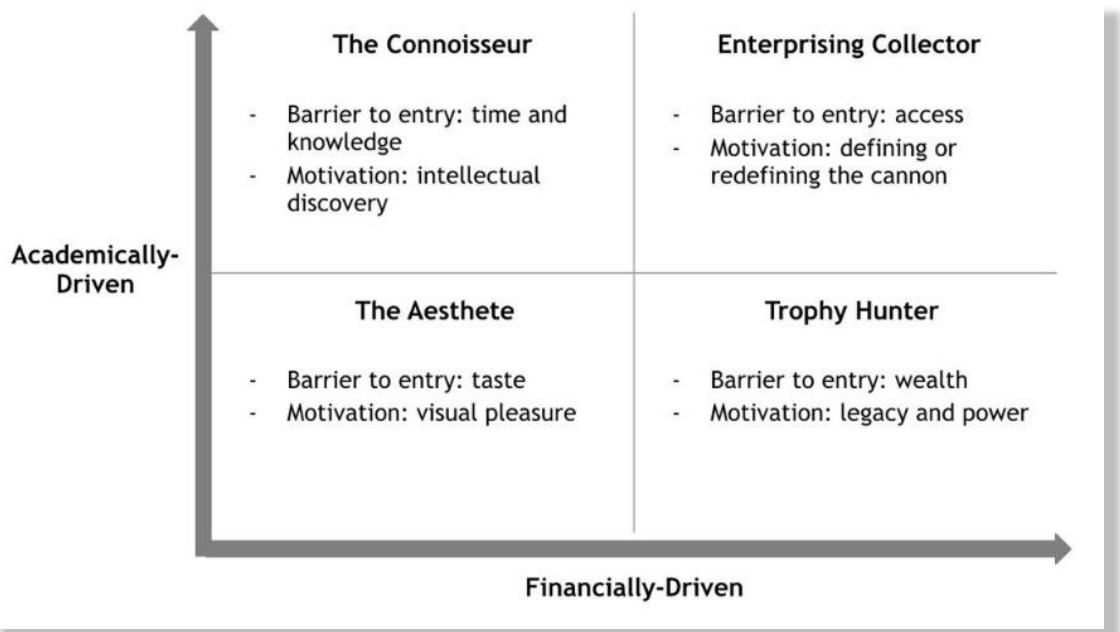 The Connoisseur
- Barrier to entry: time and
knowledge
- Motivation: intellectual
discovery
Enterprising Collector
- Barrier to entry: access
- Motivation: defining or
redefining the cannon
Academically-
Driven
The Aesthete
- Barrier to entry: taste
- Motivation: visual pleasure
Trophy Hunter
- Barrier to entry: wealth
- Motivation: legacy and power
Financially-Driven